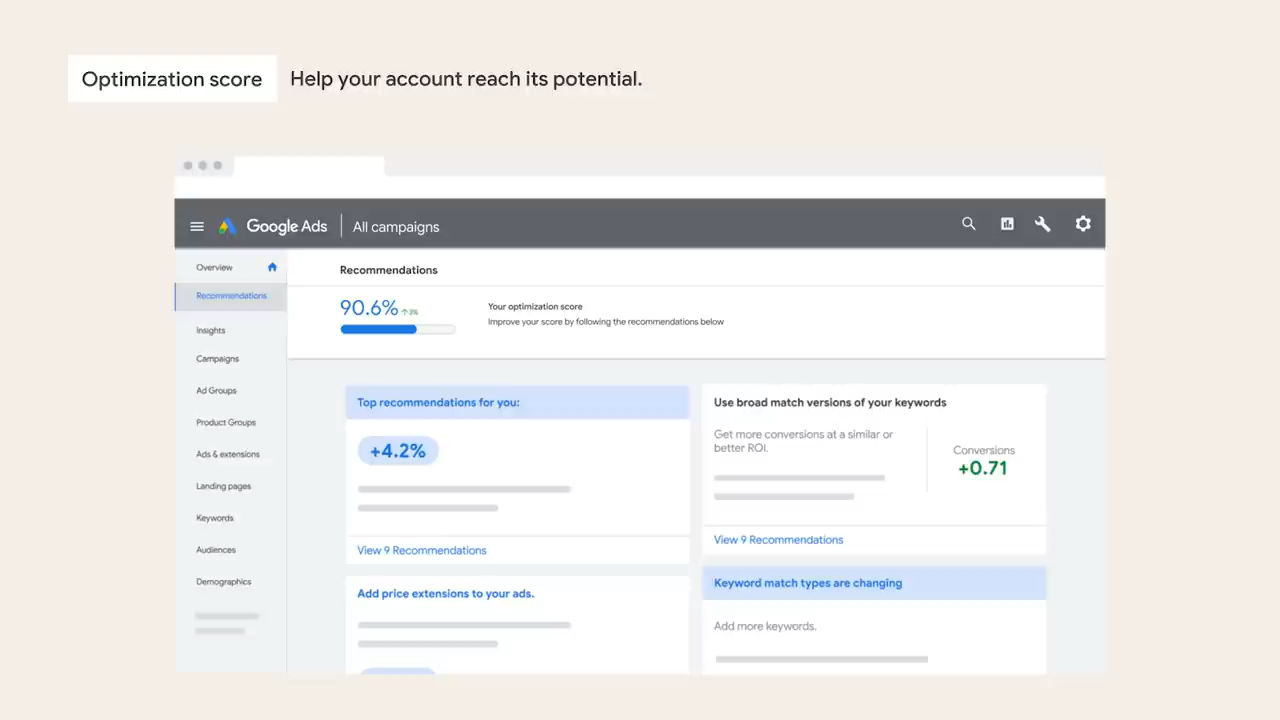 Optimization score
Help your account reach its potential.
Google Ads
All campaigns
Overview
Recommendations
Insights
Campaigns
Ad Groups
Product Groups
Ads & extensions
Landing pages
Keywords
Audiences
Demographics
Recommendations
90.6% ↑3%
Your optimization score
Improve your score by following the recommendations below
Top recommendations for you:
+4.2%
View 9 Recommendations
Add price extensions to your ads.
Use broad match versions of your keywords
Get more conversions at a similar or
better ROI.
Conversions
+0.71
View 9 Recommendations
Keyword match types are changing
Add more keywords.